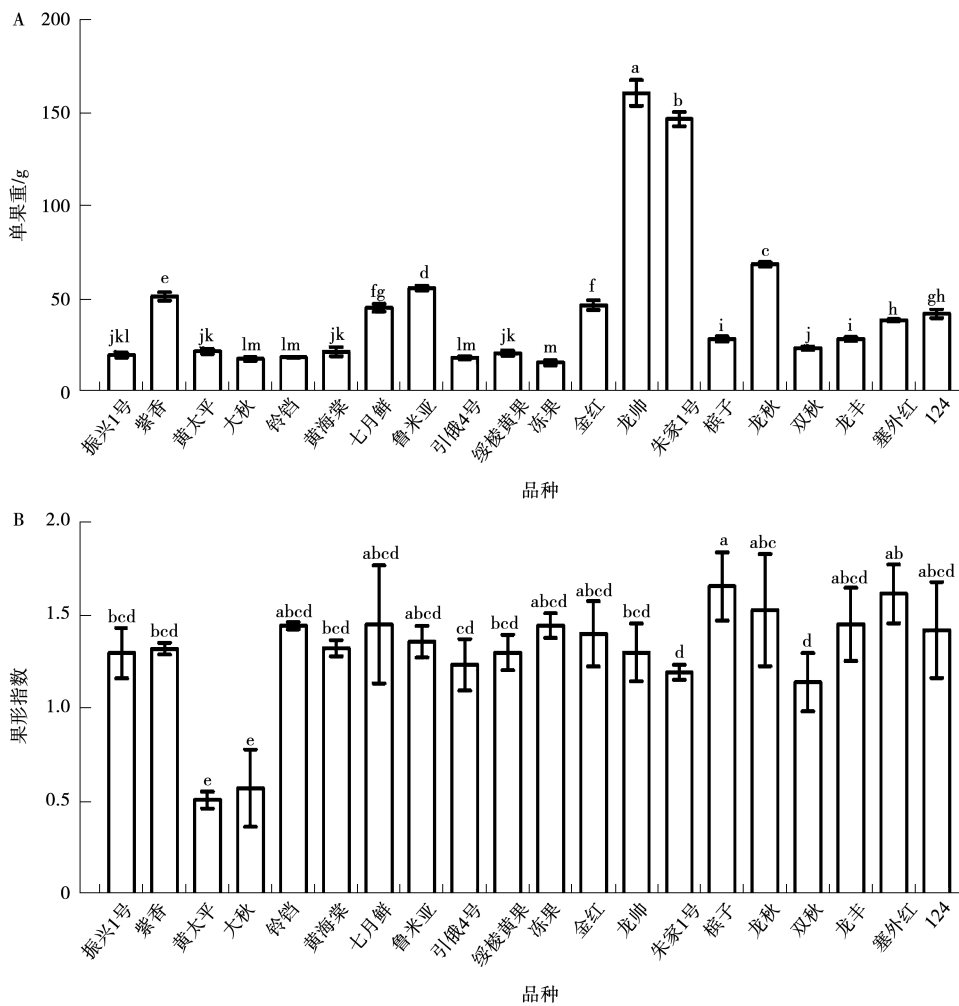 A
200
150
100
50
0
单果重/g
jkl
e
jk
lm
lm
jk
fg
d
lm
jk
m
f
a
b
i
c
j
i
h
gh
振兴1号
紫香
黄太平
大秋
铃铛
黄海棠
七月鲜
鲁米亚
引俄4号
绥棱黄果
冻果
金红
龙帅
朱家1号
槟子
龙秋
双秋
龙丰
塞外红
124
品种
B
2.0
1.5
1.0
0.5
0
果形指数
bcd
bcd
e
e
abcd
bcd
abcd
abcd
cd
bcd
abcd
abcd
bcd
d
a
abc
d
abcd
ab
abcd
振兴1号
紫香
黄太平
大秋
铃铛
黄海棠
七月鲜
鲁米亚
引俄4号
绥棱黄果
冻果
金红
龙帅
朱家1号
槟子
龙秋
双秋
龙丰
塞外红
124
品种